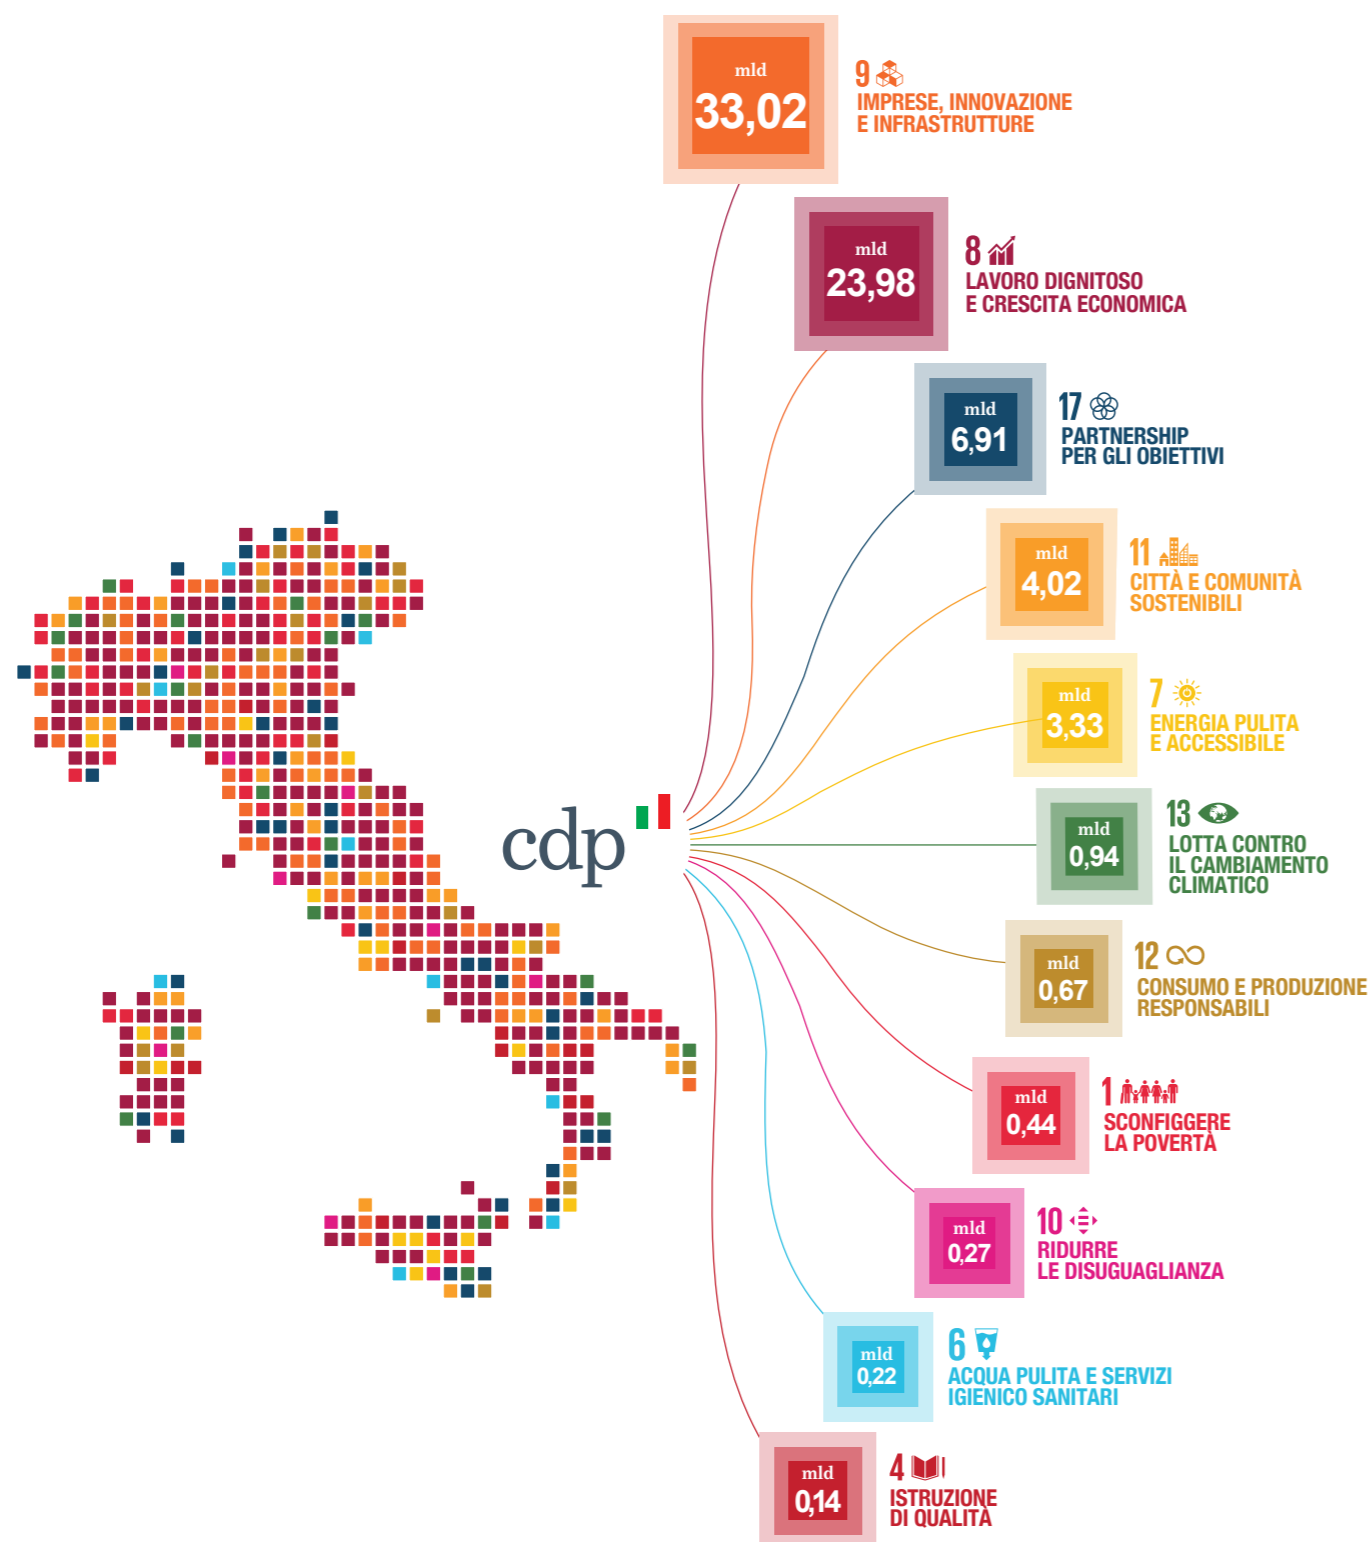 mld
33,02
9
IMPRESE, INNOVAZIONE
E INFRASTRUTTURE
mld
23,98
8
LAVORO DIGNITOSO
E CRESCITA ECONOMICA
mld
6,91
17
PARTNERSHIP
PER GLI OBIETTIVI
mld
4,02
11
CITTÀ E COMUNITÀ
SOSTENIBILI
mld
3,33
7
ENERGIA PULITA
E ACCESSIBILE
cdp
mld
0,94
13
LOTTA CONTRO
IL CAMBIAMENTO
CLIMATICO
mld
0,67
12
CONSUMO E PRODUZIONE
RESPONSABILI
mld
0,44
1
SCONFIGGERE
LA POVERTÀ
mld
0,27
10
RIDURRE
LE DISUGUAGLIANZA
mld
0,22
6
ACQUA PULITA E SERVIZI
IGIENICO SANITARI
mld
0,14
4
ISTRUZIONE
DI QUALITÀ